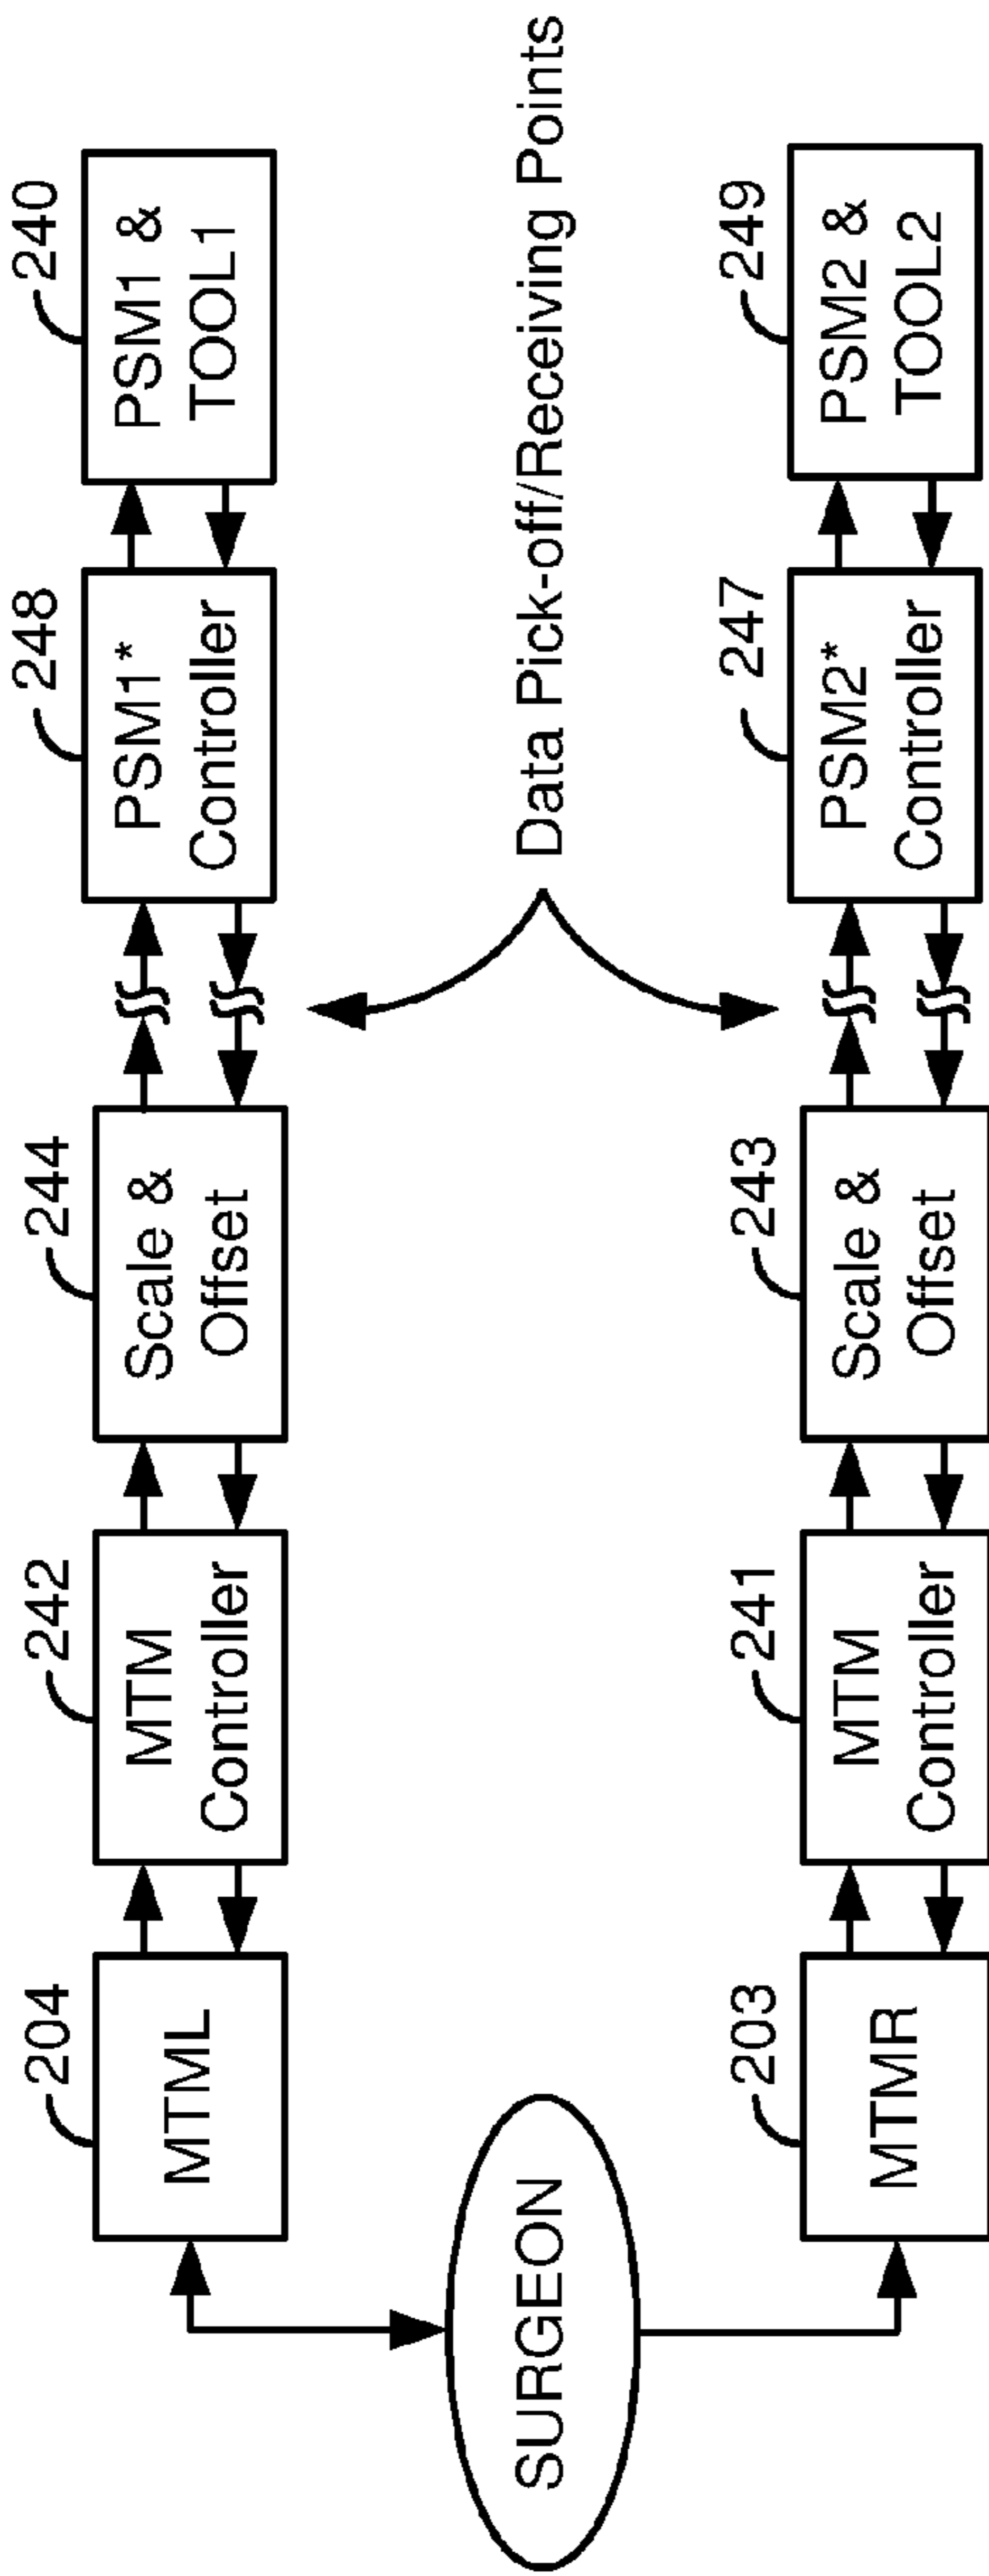 204
MTML
242
MTM
Controller
244
Scale &
Offset
248
PSM1*
Controller
240
PSM1 &
TOOL1
SURGEON
Data Pick-off/Receiving Points
203
MTMR
241
MTM
Controller
243
Scale &
Offset
247
PSM2*
Controller
249
PSM2 &
TOOL2